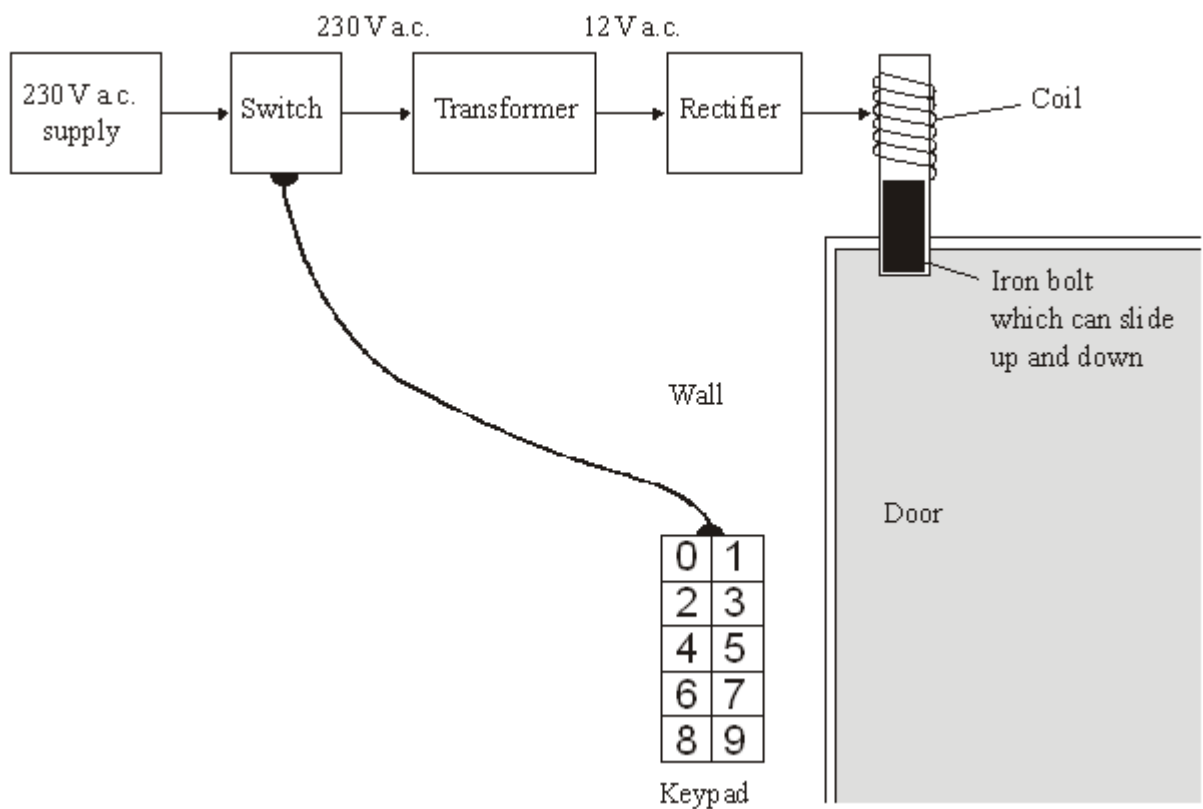 230 V a.c.
12 V a.c.
230 V a.c.
supply
Switch
Transformer
Rectifier
Coil
Iron bolt
which can slide
up and down
Wall
Door
0 1
2 3
4 5
6 7
8 9
Keypad